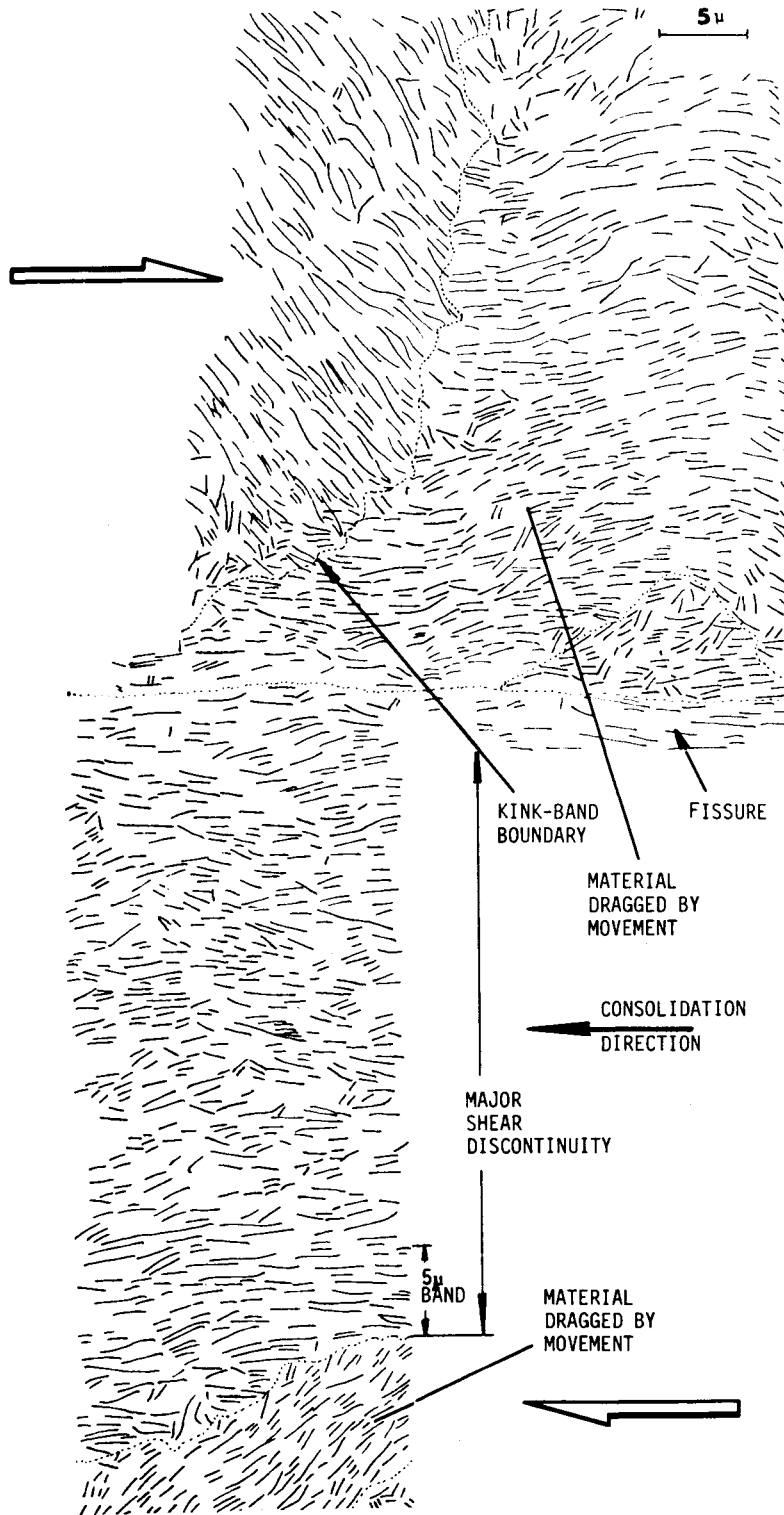 5 μ
KINK-BAND
BOUNDARY
FISSURE
MATERIAL
DRAGGED BY
MOVEMENT
CONSOLIDATION
DIRECTION
MAJOR
SHEAR
DISCONTINUITY
5μ
BAND
MATERIAL
DRAGGED BY
MOVEMENT